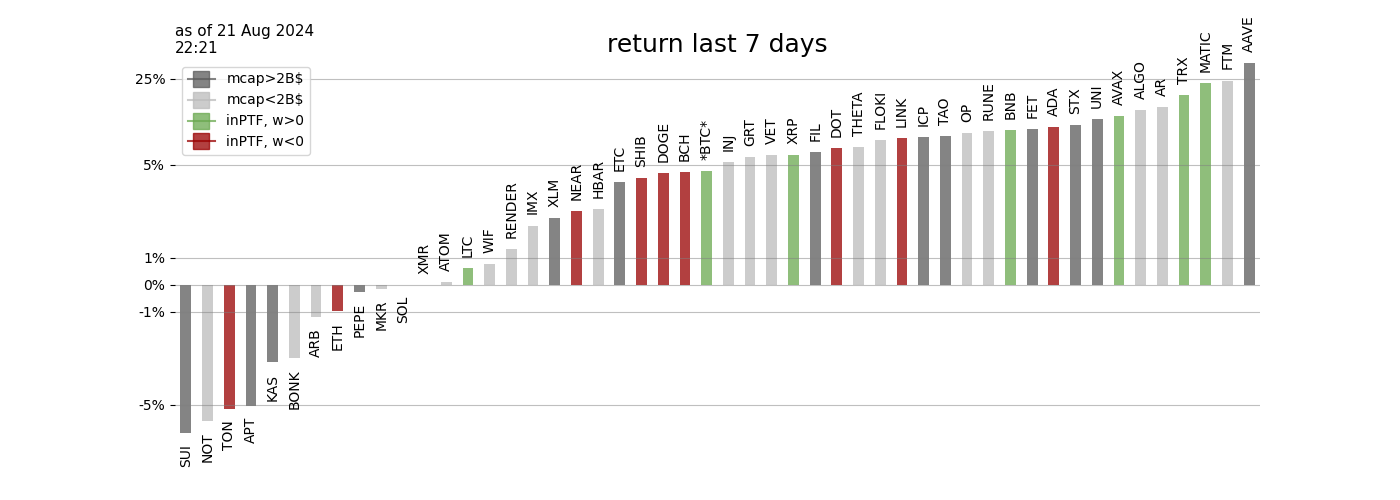 as of 21 Aug 2024
22:21
return last 7 days
mcap>2B$
mcap<2B$
inPTF, w>0
inPTF, w<0
25%
5%
1%
0%
-1%
-5%
SUI
NOT
TON
APT
KAS
BONK
ARB
ETH
PEPE
MKR
SOL
XMR
ATOM
LTC
WIF
RENDER
IMX
XLM
NEAR
HBAR
ETC
SHIB
DOGE
BCH
*BTC*
INJ
GRT
VET
XRP
FIL
DOT
THETA
FLOKI
LINK
ICP
TAO
OP
RUNE
BNB
FET
ADA
STX
UNI
AVAX
ALGO
AR
TRX
MATIC
FTM
AAVE